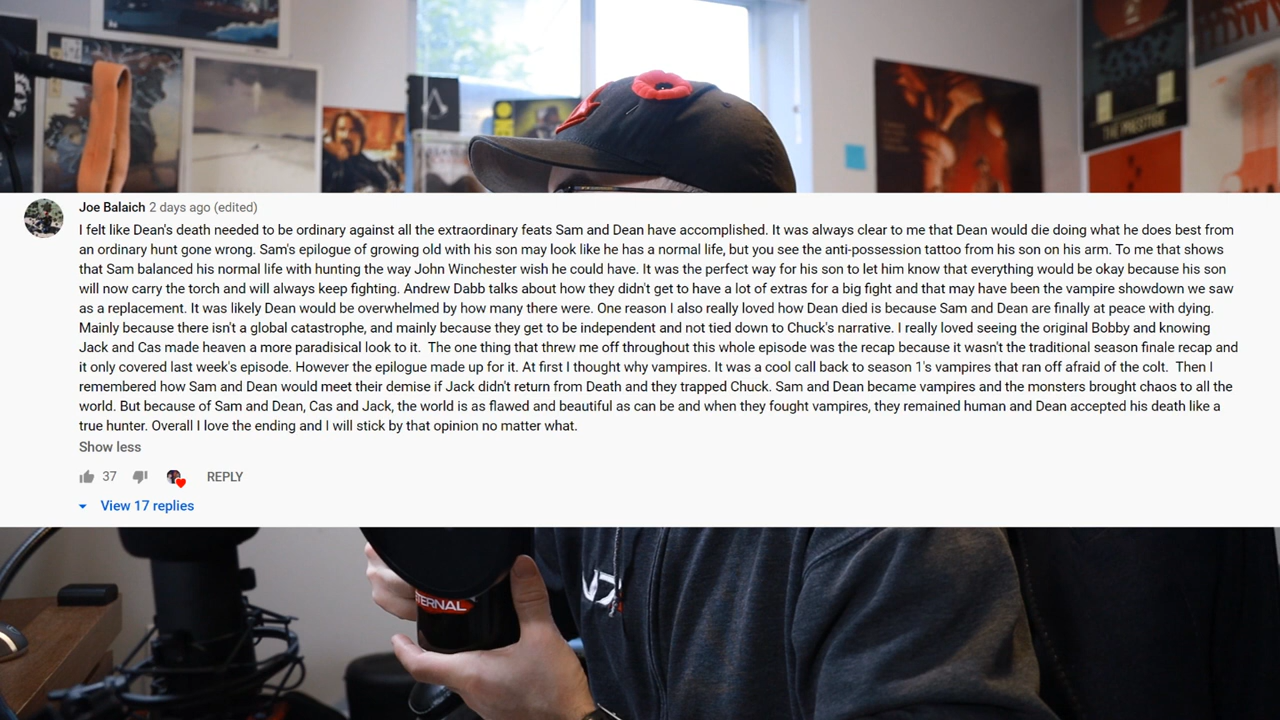 THE PRESTIGE
Joe Balaich 2 days ago (edited)
I felt like Dean's death needed to be ordinary against all the extraordinary feats Sam and Dean have accomplished. It was always clear to me that Dean would die doing what he does best from
an ordinary hunt gone wrong. Sam's epilogue of growing old with his son may look like he has a normal life, but you see the anti-possession tattoo from his son on his arm. To me that shows
that Sam balanced his normal life with hunting the way John Winchester wish he could have. It was the perfect way for his son to let him know that everything would be okay because his son
will now carry the torch and will always keep fighting. Andrew Dabb talks about how they didn't get to have a lot of extras for a big fight and that may have been the vampire showdown we saw
as a replacement. It was likely Dean would be overwhelmed by how many there were. One reason I also really loved how Dean died is because Sam and Dean are finally at peace with dying.
Mainly because there isn't a global catastrophe, and mainly because they get to be independent and not tied down to Chuck's narrative. I really loved seeing the original Bobby and knowing
Jack and Cas made heaven a more paradisical look to it.  The one thing that threw me off throughout this whole episode was the recap because it wasn't the traditional season finale recap and
it only covered last week's episode. However the epilogue made up for it. At first I thought why vampires. It was a cool call back to season 1's vampires that ran off afraid of the colt.  Then I
remembered how Sam and Dean would meet their demise if Jack didn't return from Death and they trapped Chuck. Sam and Dean became vampires and the monsters brought chaos to all the
world. But because of Sam and Dean, Cas and Jack, the world is as flawed and beautiful as can be and when they fought vampires, they remained human and Dean accepted his death like a
true hunter. Overall I love the ending and I will stick by that opinion no matter what.
Show less
37 REPLY
View 17 replies
TERNAL
N7